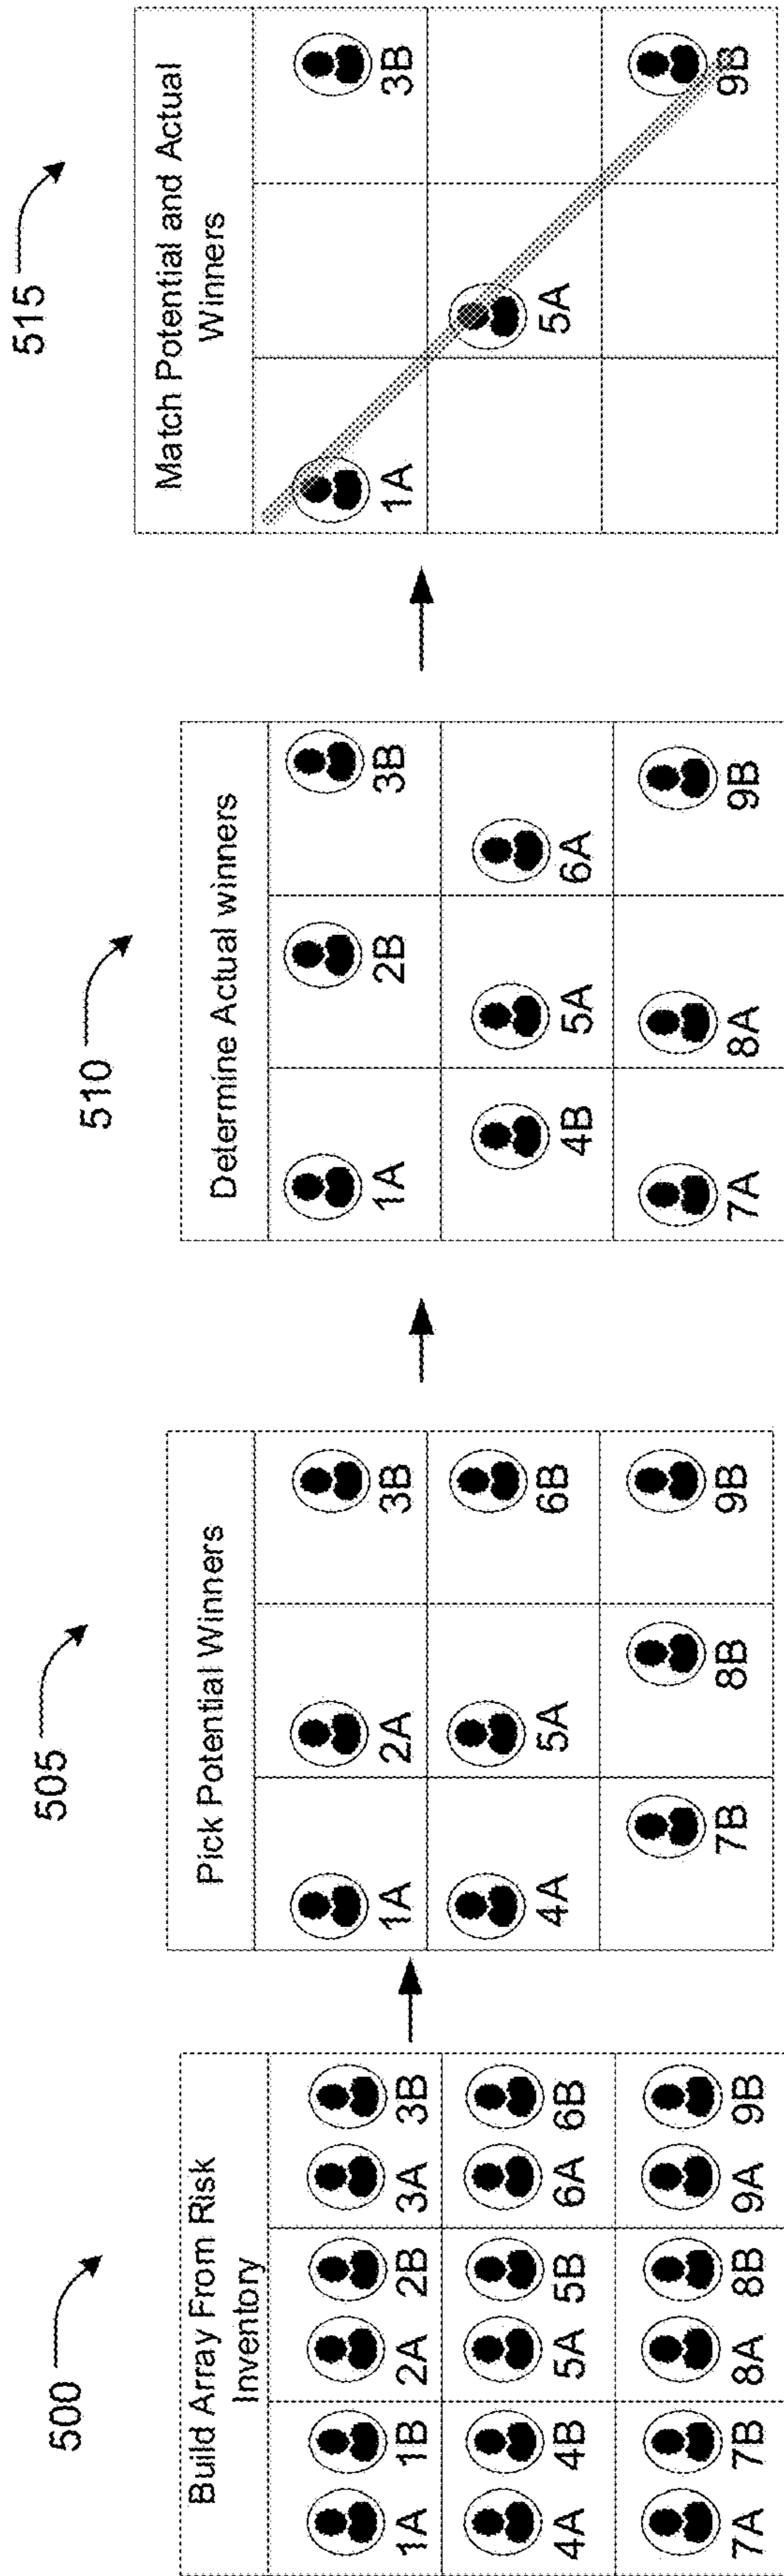 500
Build Array From Risk
Inventory
1A 1B 2A 2B 3A 3B
4A 4B 5A 5B 6A 6B
7A 7B 8A 8B 9A 9B
505
Pick Potential Winners
1A 2A 3B
4A 5A 6B
7B 8B 9B
510
Determine Actual winners
1A 2B 3B
4B 5A 6A
7A 8A 9B
515
Match Potential and Actual
Winners
1A 3B
5A
9B